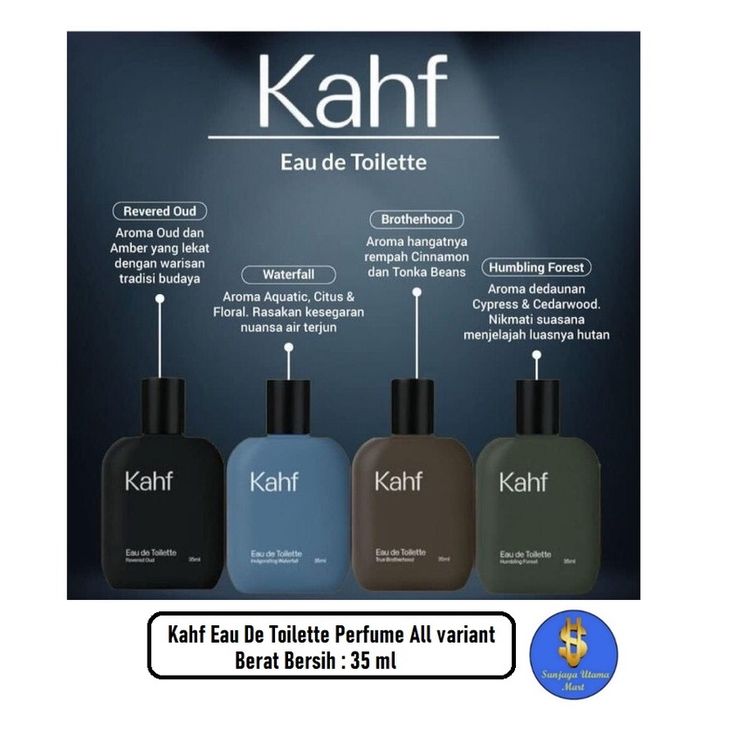 Kahf
Eau de Toilette
Revered Oud
Aroma Oud dan
Amber yang lekat
dengan warisan
tradisi budaya
Waterfall
Aroma Aquatic, Citus &
Floral. Rasakan kesegaran
nuansa air terjun
Brotherhood
Aroma hangatnya
rempah Cinnamon
dan Tonka Beans
Humbling Forest
Aroma dedaunan
Cypress & Cedarwood.
Nikmati suasana
menjelajah luasnya hutan
Kahf
Eau de Toilette
Revered Oud 35ml
Kahf
Eau de Toilette
Invigorating Waterfall 35ml
Kahf
Eau de Toilette
True Brotherhood 35ml
Kahf
Eau de Toilette
Humbling Forest 35ml
Kahf Eau De Toilette Perfume All variant
Berat Bersih : 35 ml
$
Sunjaya Utama
Mart